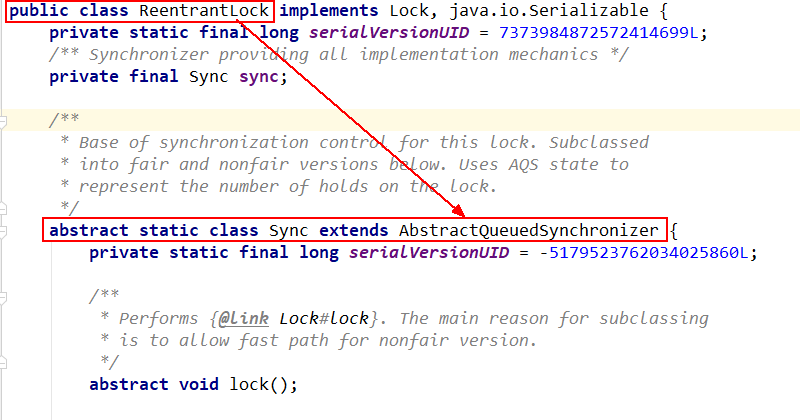 public class ReentrantLock implements Lock, java.io.Serializable {
private static final long serialVersionUID = 7373984872572414699L;
/** Synchronizer providing all implementation mechanics */
private final Sync sync;
/**
* Base of synchronization control for this lock. Subclassed
* into fair and nonfair versions below. Uses AQS state to
* represent the number of holds on the lock.
*/
abstract static class Sync extends AbstractQueuedSynchronizer {
private static final long serialVersionUID = -5179523762034025860L;
/**
* Performs {@link Lock#lock}. The main reason for subclassing
* is to allow fast path for nonfair version.
*/
abstract void lock();